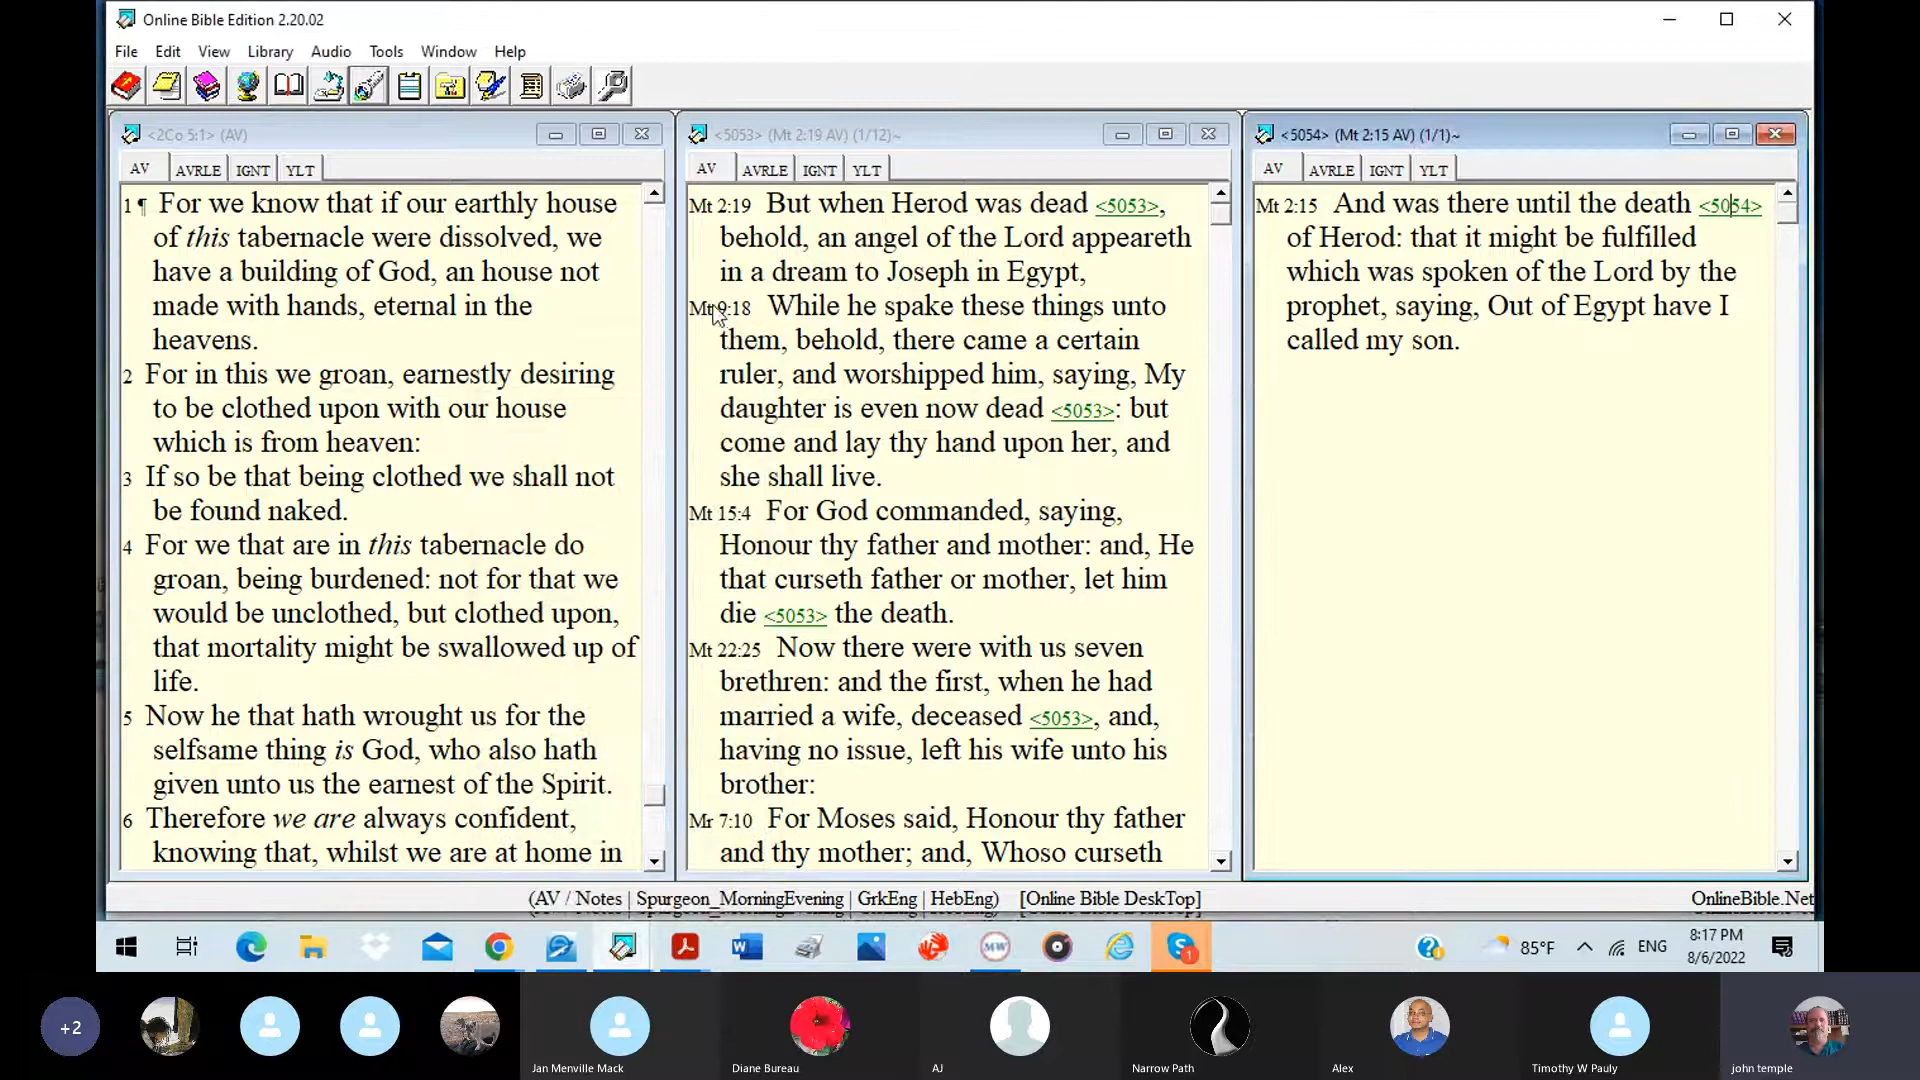 Online Bible Edition 2.20.02
File Edit View Library Audio Tools Window Help
<2Co 5:1> (AV)
AV AVRLE IGNT YLT
1 ¶ For we know that if our earthly house
of this tabernacle were dissolved, we
have a building of God, an house not
made with hands, eternal in the
heavens.
2 For in this we groan, earnestly desiring
to be clothed upon with our house
which is from heaven:
3 If so be that being clothed we shall not
be found naked.
4 For we that are in this tabernacle do
groan, being burdened: not for that we
would be unclothed, but clothed upon,
that mortality might be swallowed up of
life.
5 Now he that hath wrought us for the
selfsame thing is God, who also hath
given unto us the earnest of the Spirit.
6 Therefore we are always confident,
knowing that, whilst we are at home in
<5053> (Mt 2:19 AV) (1/12)~
AV AVRLE IGNT YLT
Mt 2:19 But when Herod was dead <5053>,
behold, an angel of the Lord appeareth
in a dream to Joseph in Egypt,
Mt 9:18 While he spake these things unto
them, behold, there came a certain
ruler, and worshipped him, saying, My
daughter is even now dead <5053>: but
come and lay thy hand upon her, and
she shall live.
Mt 15:4 For God commanded, saying,
Honour thy father and mother: and, He
that curseth father or mother, let him
die <5053> the death.
Mt 22:25 Now there were with us seven
brethren: and the first, when he had
married a wife, deceased <5053>, and,
having no issue, left his wife unto his
brother:
Mr 7:10 For Moses said, Honour thy father
and thy mother; and, Whoso curseth
<5054> (Mt 2:15 AV) (1/1)~
AV AVRLE IGNT YLT
Mt 2:15 And was there until the death <5054>
of Herod: that it might be fulfilled
which was spoken of the Lord by the
prophet, saying, Out of Egypt have I
called my son.
(AV / Notes | Spurgeon_MorningEvening | GrkEng | HebEng) [Online Bible DeskTop] OnlineBible.Net
MW 1 85°F ENG 8:17 PM
8/6/2022
+2
Jan Menville Mack Diane Bureau AJ Narrow Path Alex Timothy W Pauly john temple